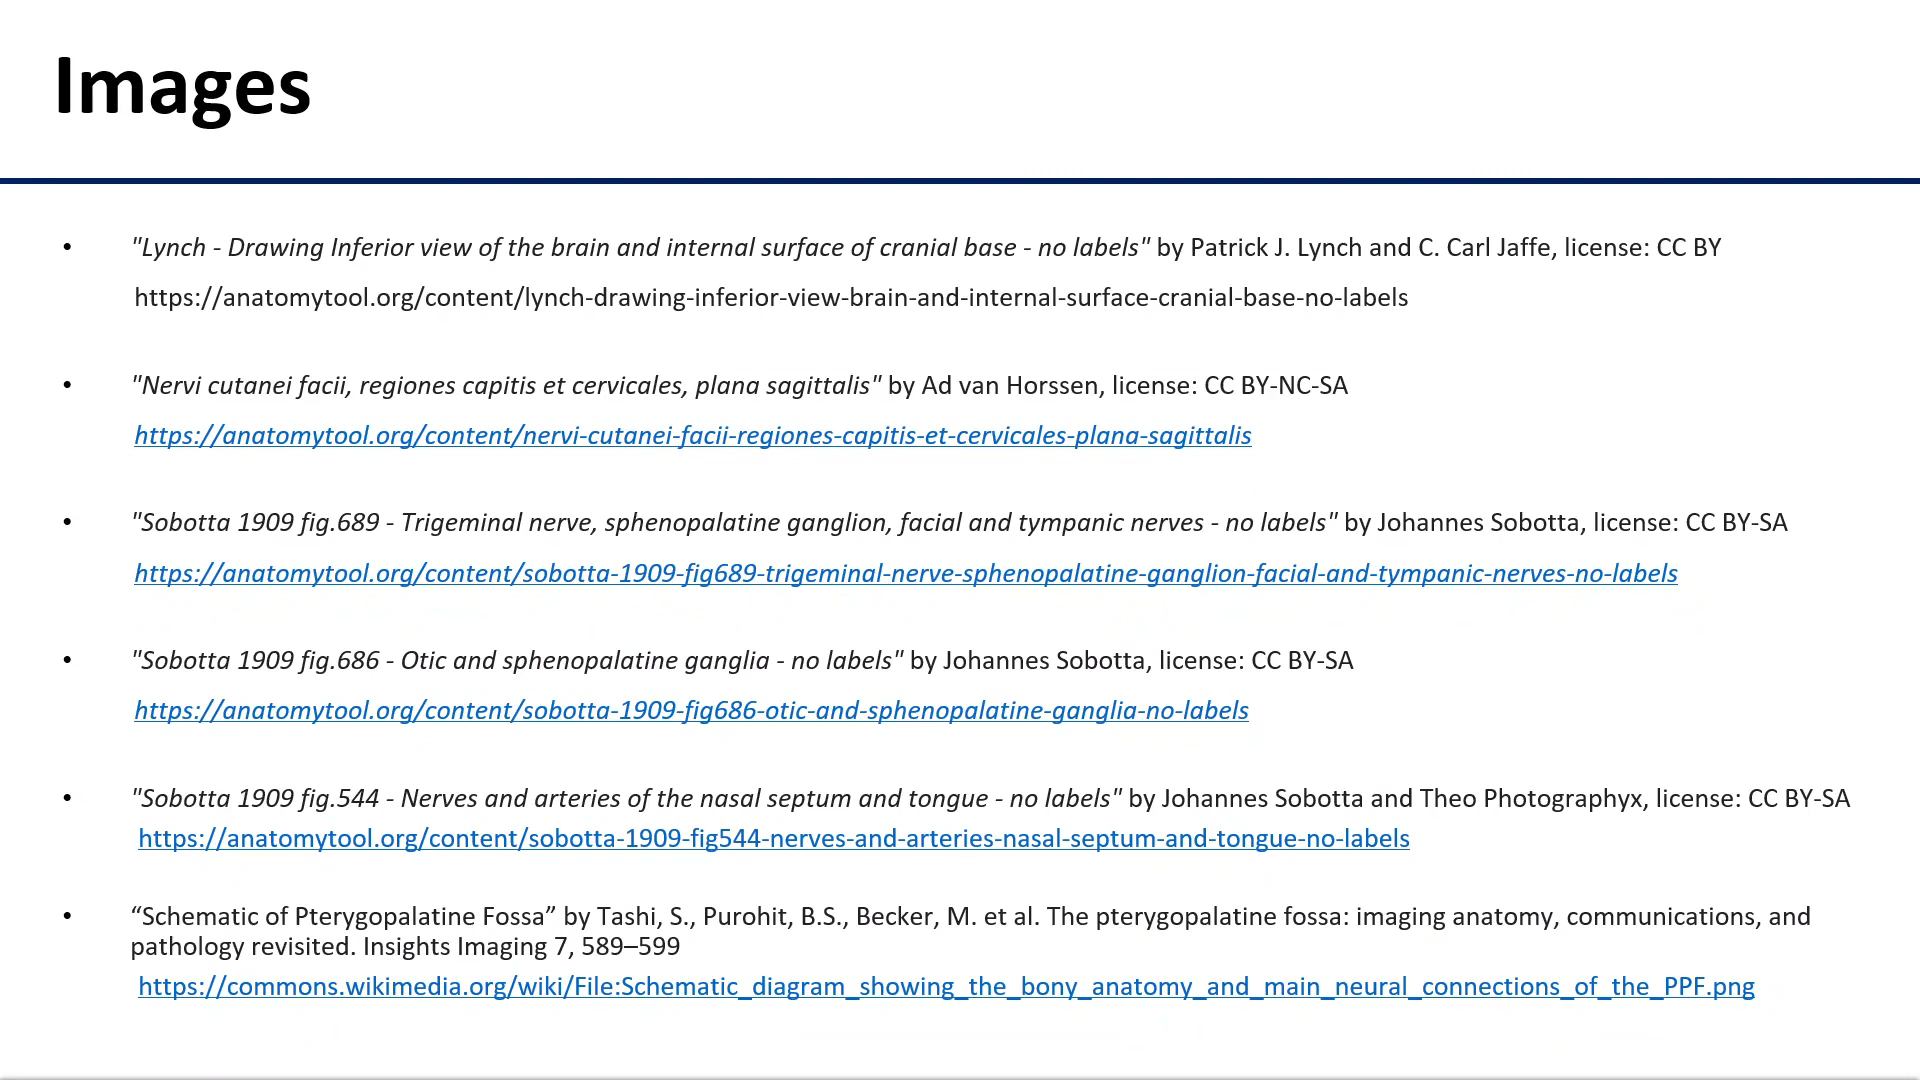 Images
• "Lynch - Drawing Inferior view of the brain and internal surface of cranial base - no labels" by Patrick J. Lynch and C. Carl Jaffe, license: CC BY
https://anatomytool.org/content/lynch-drawing-inferior-view-brain-and-internal-surface-cranial-base-no-labels
• "Nervi cutanei facii, regiones capitis et cervicales, plana sagittalis" by Ad van Horssen, license: CC BY-NC-SA
https://anatomytool.org/content/nervi-cutanei-facii-regiones-capitis-et-cervicales-plana-sagittalis
• "Sobotta 1909 fig.689 - Trigeminal nerve, sphenopalatine ganglion, facial and tympanic nerves - no labels" by Johannes Sobotta, license: CC BY-SA
https://anatomytool.org/content/sobotta-1909-fig689-trigeminal-nerve-sphenopalatine-ganglion-facial-and-tympanic-nerves-no-labels
• "Sobotta 1909 fig.686 - Otic and sphenopalatine ganglia - no labels" by Johannes Sobotta, license: CC BY-SA
https://anatomytool.org/content/sobotta-1909-fig686-otic-and-sphenopalatine-ganglia-no-labels
• "Sobotta 1909 fig.544 - Nerves and arteries of the nasal septum and tongue - no labels" by Johannes Sobotta and Theo Photographyx, license: CC BY-SA
https://anatomytool.org/content/sobotta-1909-fig544-nerves-and-arteries-nasal-septum-and-tongue-no-labels
• “Schematic of Pterygopalatine Fossa” by Tashi, S., Purohit, B.S., Becker, M. et al. The pterygopalatine fossa: imaging anatomy, communications, and
pathology revisited. Insights Imaging 7, 589–599
https://commons.wikimedia.org/wiki/File:Schematic_diagram_showing_the_bony_anatomy_and_main_neural_connections_of_the_PPF.png